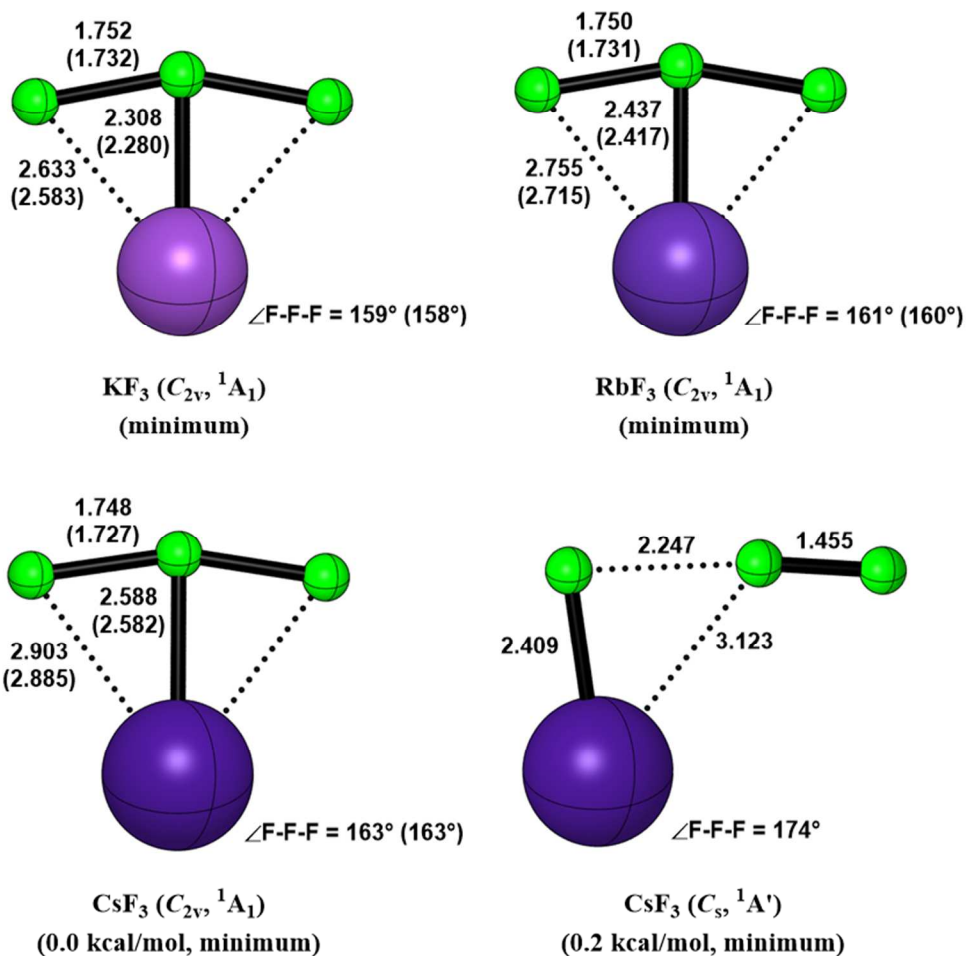 1.752
(1.732)
2.308
(2.280)
2.633
(2.583)
∠F-F-F = 159° (158°)
KF₃ (C₂ᵥ, ¹A₁)
(minimum)
1.750
(1.731)
2.437
(2.417)
2.755
(2.715)
∠F-F-F = 161° (160°)
RbF₃ (C₂ᵥ, ¹A₁)
(minimum)
1.748
(1.727)
2.588
(2.582)
2.903
(2.885)
∠F-F-F = 163° (163°)
CsF₃ (C₂ᵥ, ¹A₁)
(0.0 kcal/mol, minimum)
2.247
1.455
2.409
3.123
∠F-F-F = 174°
CsF₃ (Cₛ, ¹A')
(0.2 kcal/mol, minimum)